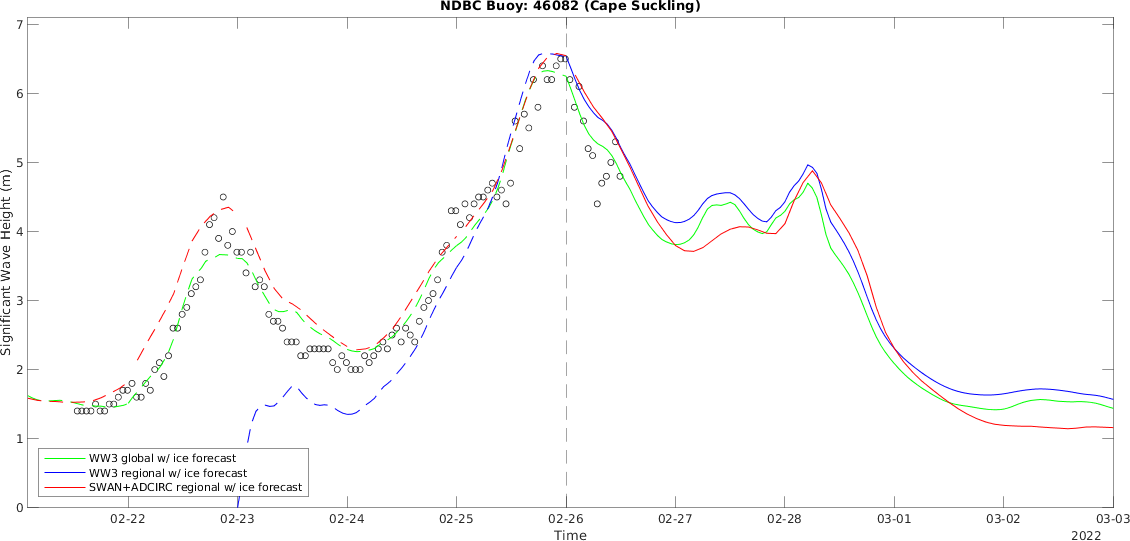 NDBC Buoy: 46082 (Cape Suckling)
7
6
5
4
3
2
1
0
Significant Wave Height (m)
WW3 global w/ ice forecast
WW3 regional w/ ice forecast
SWAN+ADCIRC regional w/ ice forecast
02-22 02-23 02-24 02-25 02-26 02-27 02-28 03-01 03-02 03-03
Time
2022